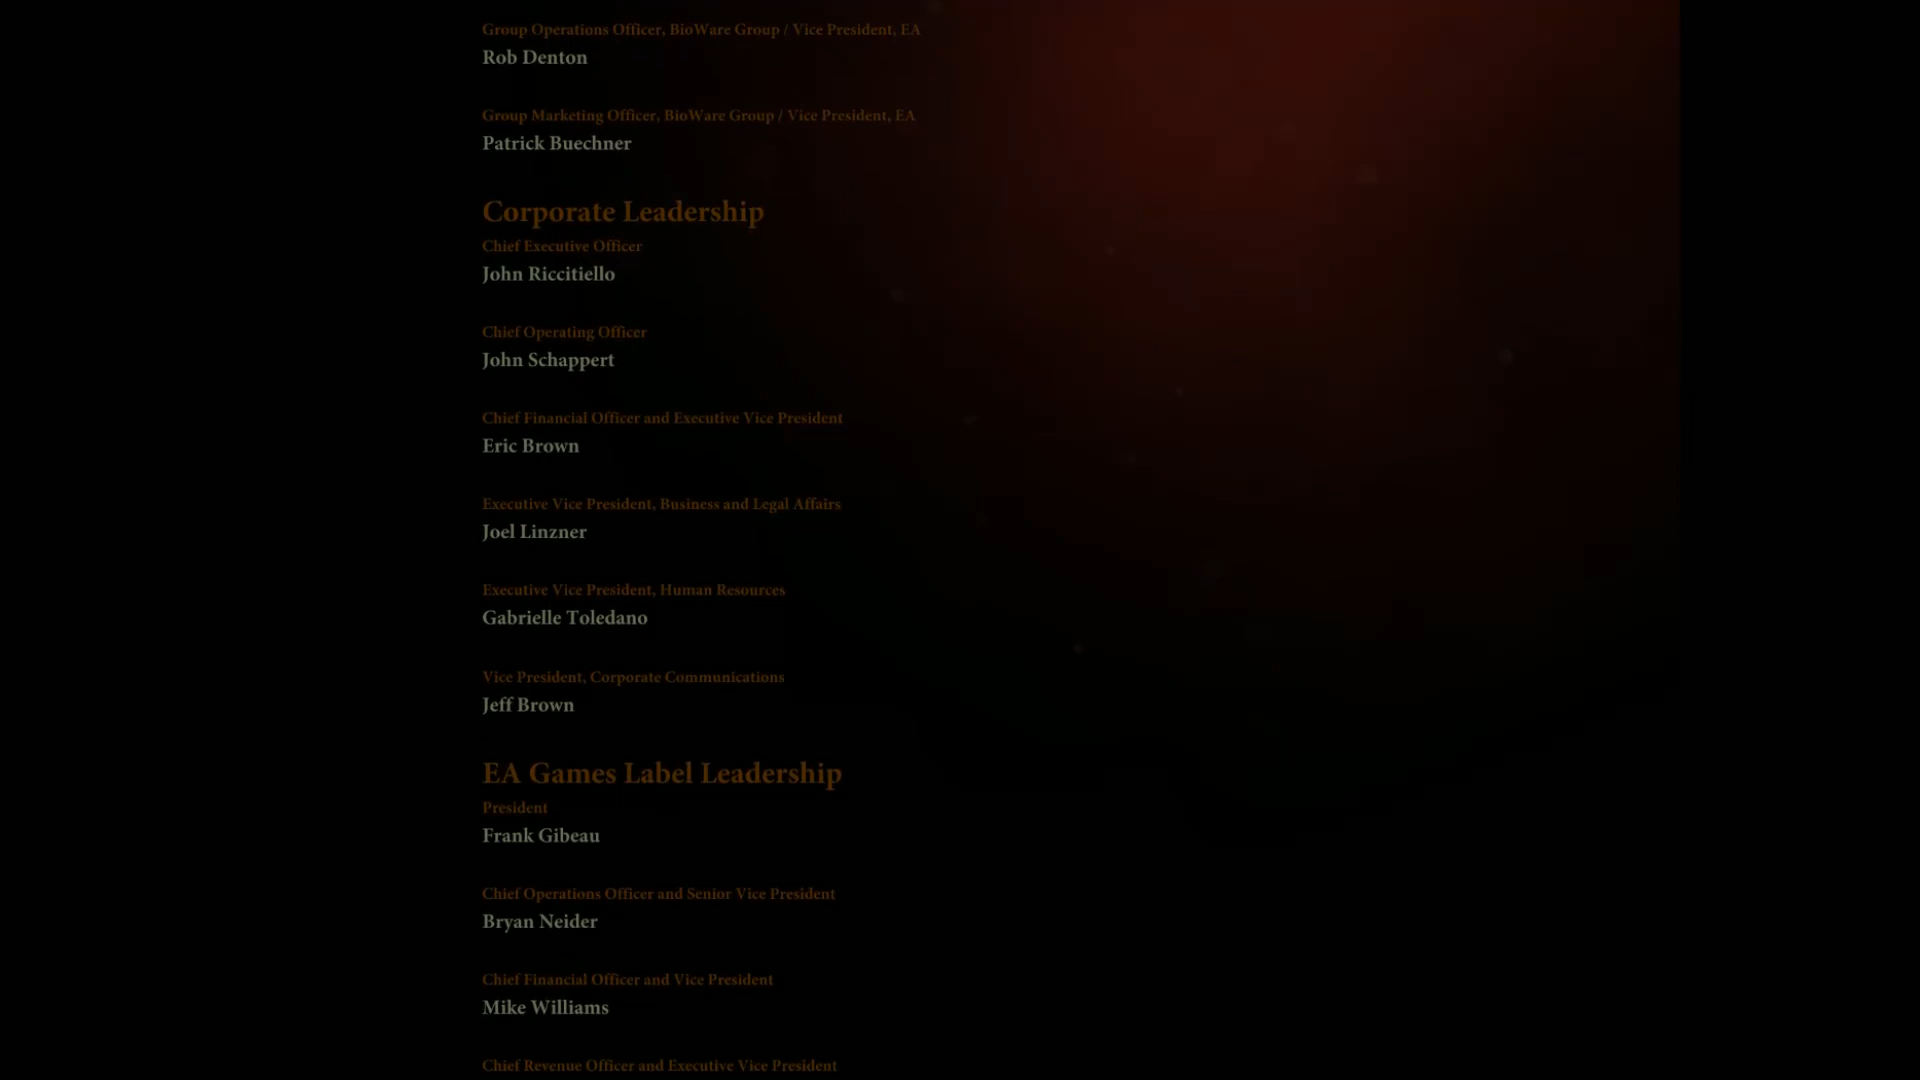 Group Operations Officer, BioWare Group / Vice President, EA
Rob Denton
Group Marketing Officer, BioWare Group / Vice President, EA
Patrick Buechner
Corporate Leadership
Chief Executive Officer
John Riccitiello
Chief Operating Officer
John Schappert
Chief Financial Officer and Executive Vice President
Eric Brown
Executive Vice President, Business and Legal Affairs
Joel Linzner
Executive Vice President, Human Resources
Gabrielle Toledano
Vice President, Corporate Communications
Jeff Brown
EA Games Label Leadership
President
Frank Gibeau
Chief Operations Officer and Senior Vice President
Bryan Neider
Chief Financial Officer and Vice President
Mike Williams
Chief Revenue Officer and Executive Vice President